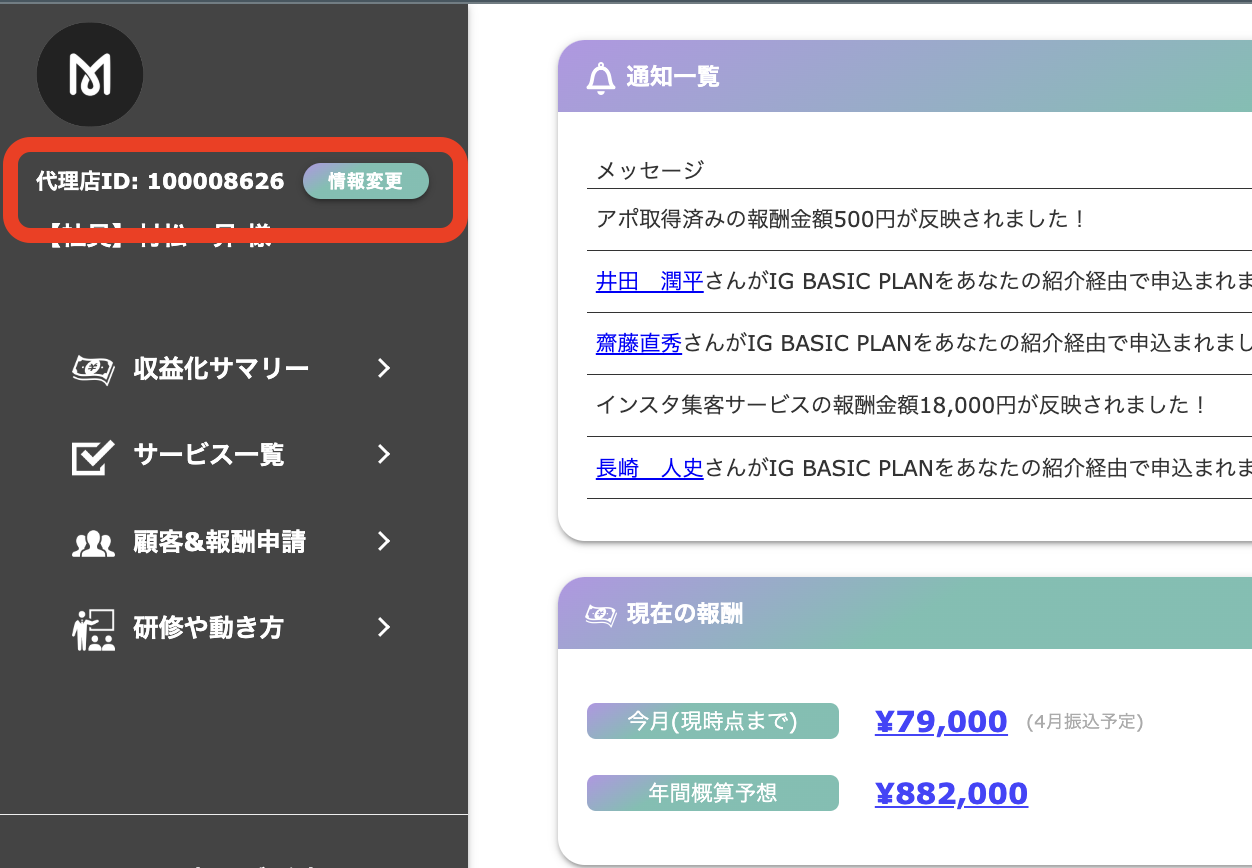 代理店ID: 100008626
情報変更
収益化サマリー
サービス一覧
顧客&報酬申請
研修や動き方
通知一覧
メッセージ
アポ取得済みの報酬金額500円が反映されました！
井田　潤平さんがIG BASIC PLANをあなたの紹介経由で申込まれま
齋藤直秀さんがIG BASIC PLANをあなたの紹介経由で申込まれまし
インスタ集客サービスの報酬金額18,000円が反映されました！
長崎　人史さんがIG BASIC PLANをあなたの紹介経由で申込まれま
現在の報酬
今月(現時点まで)
¥79,000 (4月振込予定)
年間概算予想
¥882,000